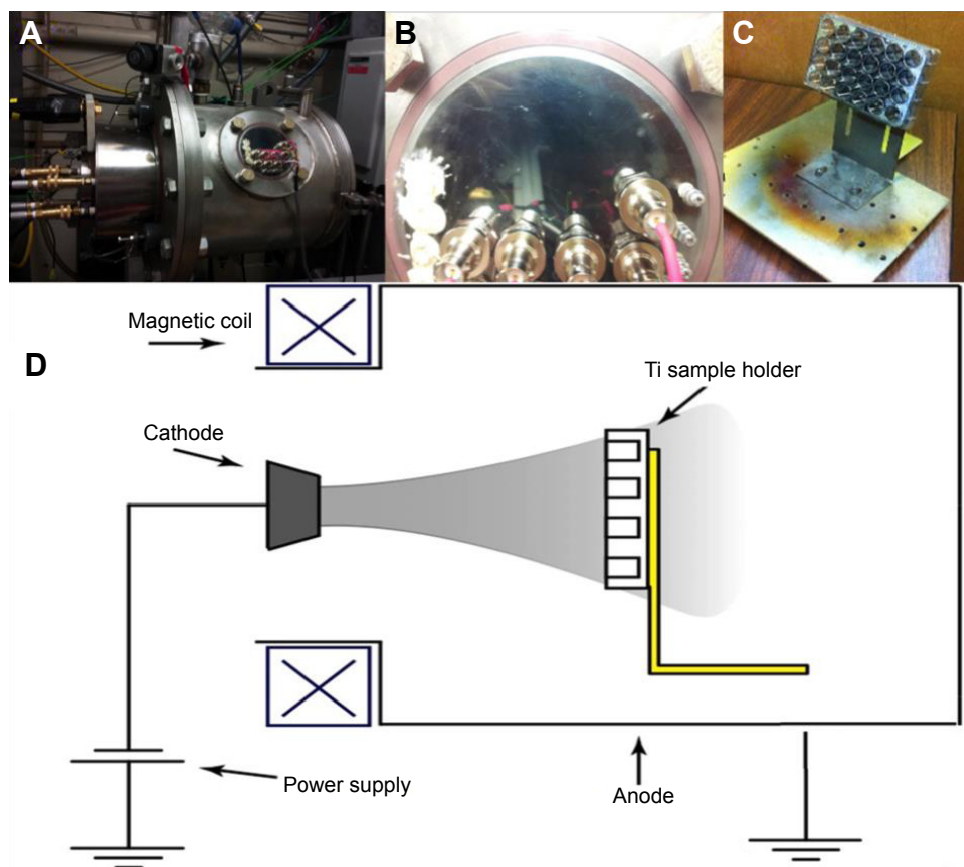 A
B
C
Magnetic coil
D
Ti sample holder
Cathode
Power supply
Anode